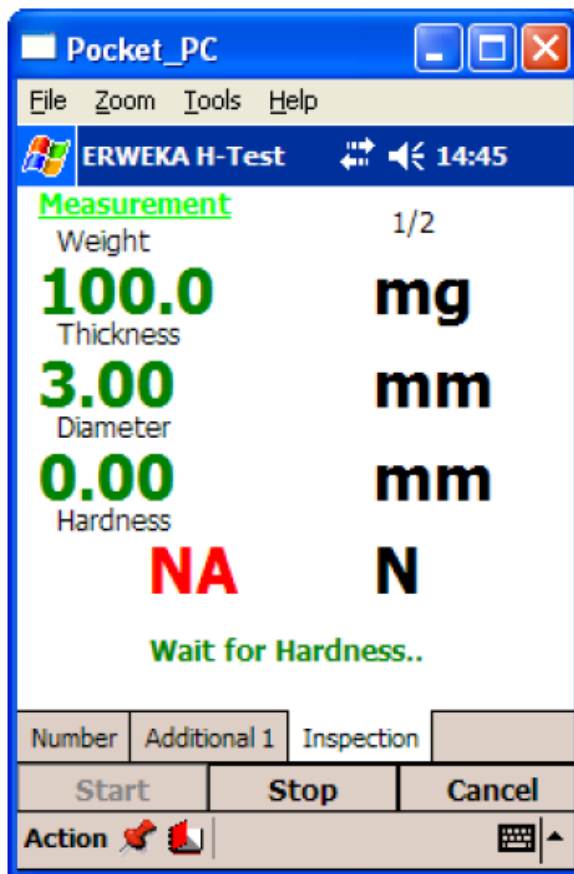 Pocket_PC
File Zoom Tools Help
ERWEKA H-Test 14:45
Measurement
1/2
Weight
100.0 mg
Thickness
3.00 mm
Diameter
0.00 mm
Hardness
NA N
Wait for Hardness..
Number Additional 1 Inspection
Start Stop Cancel
Action